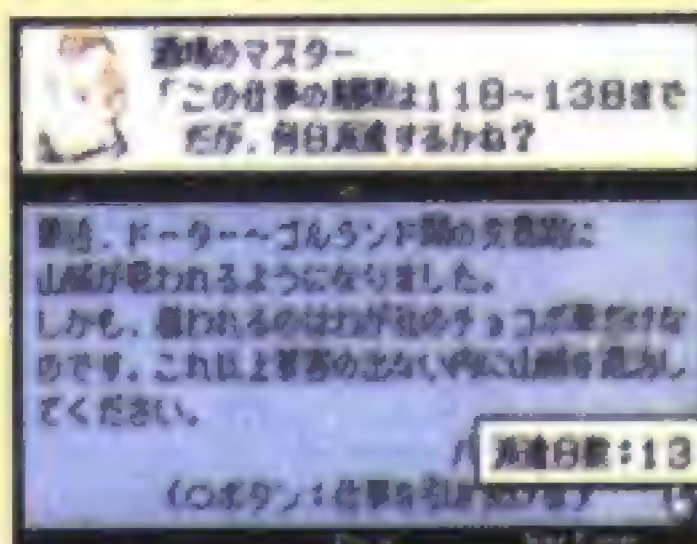 酒場のマスター
「この仕事の期間は11日～13日まで
だが、何日派遣するかね？
最近、ドーター～ゴルランド間の交易路に
山賊が現われるようになりました。
しかも、狙われるのはわが社のチョコボ車だけな
のです。これ以上被害の出ない内に山賊を退治し
てください。
派遣日数：13
(○ボタン：仕事を引き